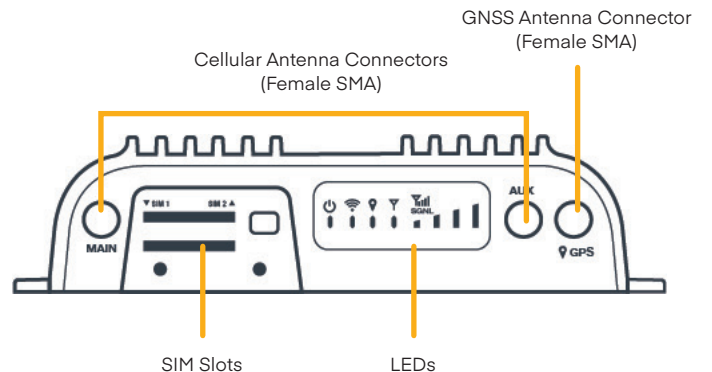 GNSS Antenna Connector
(Female SMA)
Cellular Antenna Connectors
(Female SMA)
▼ SIM 1 SIM 2 ▲
SGNL
AUX
MAIN
GPS
SIM Slots
LEDs